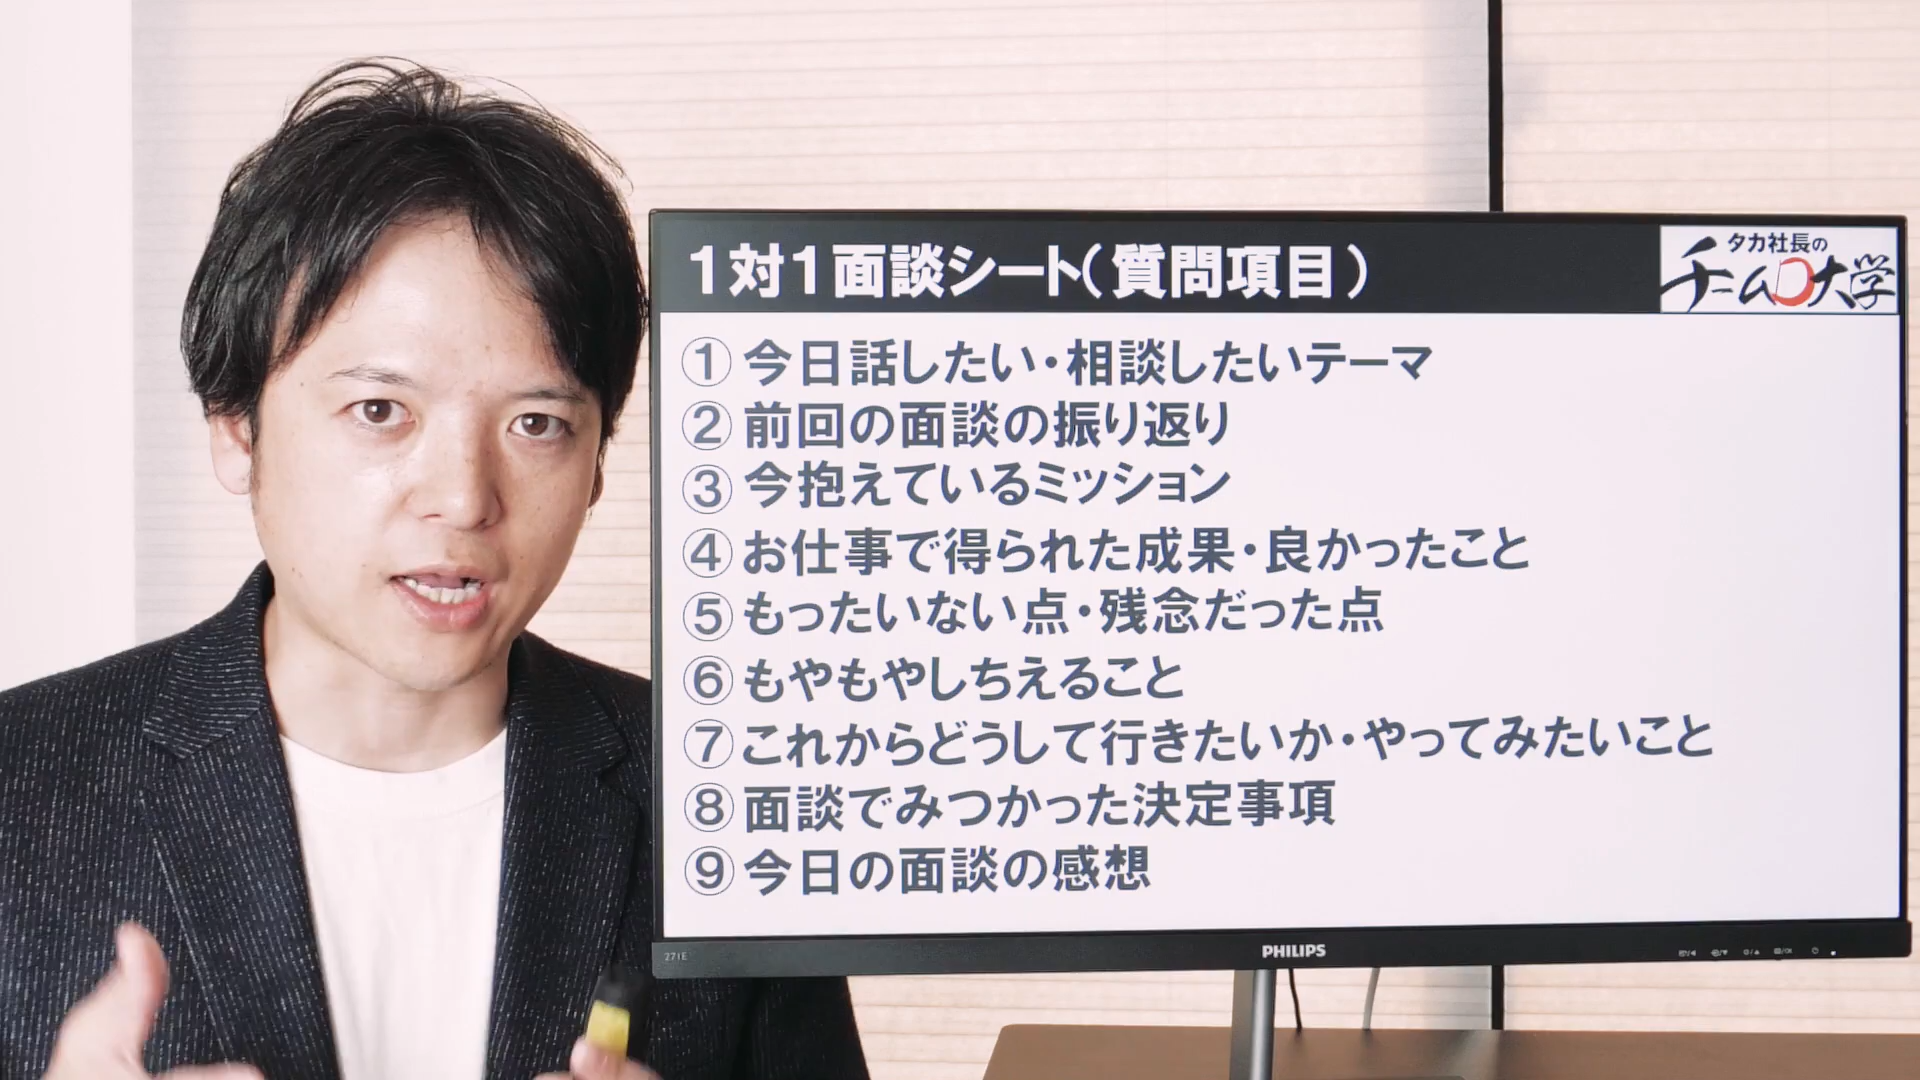 1対1面談シート(質問項目)
タカ社長の
チームD大学
①今日話したい・相談したいテーマ
②前回の面談の振り返り
③今抱えているミッション
④お仕事で得られた成果・良かったこと
⑤もったいない点・残念だった点
⑥もやもやしちえること
⑦これからどうして行きたいか・やってみたいこと
⑧面談でみつかった決定事項
⑨今日の面談の感想
PHILIPS
271E